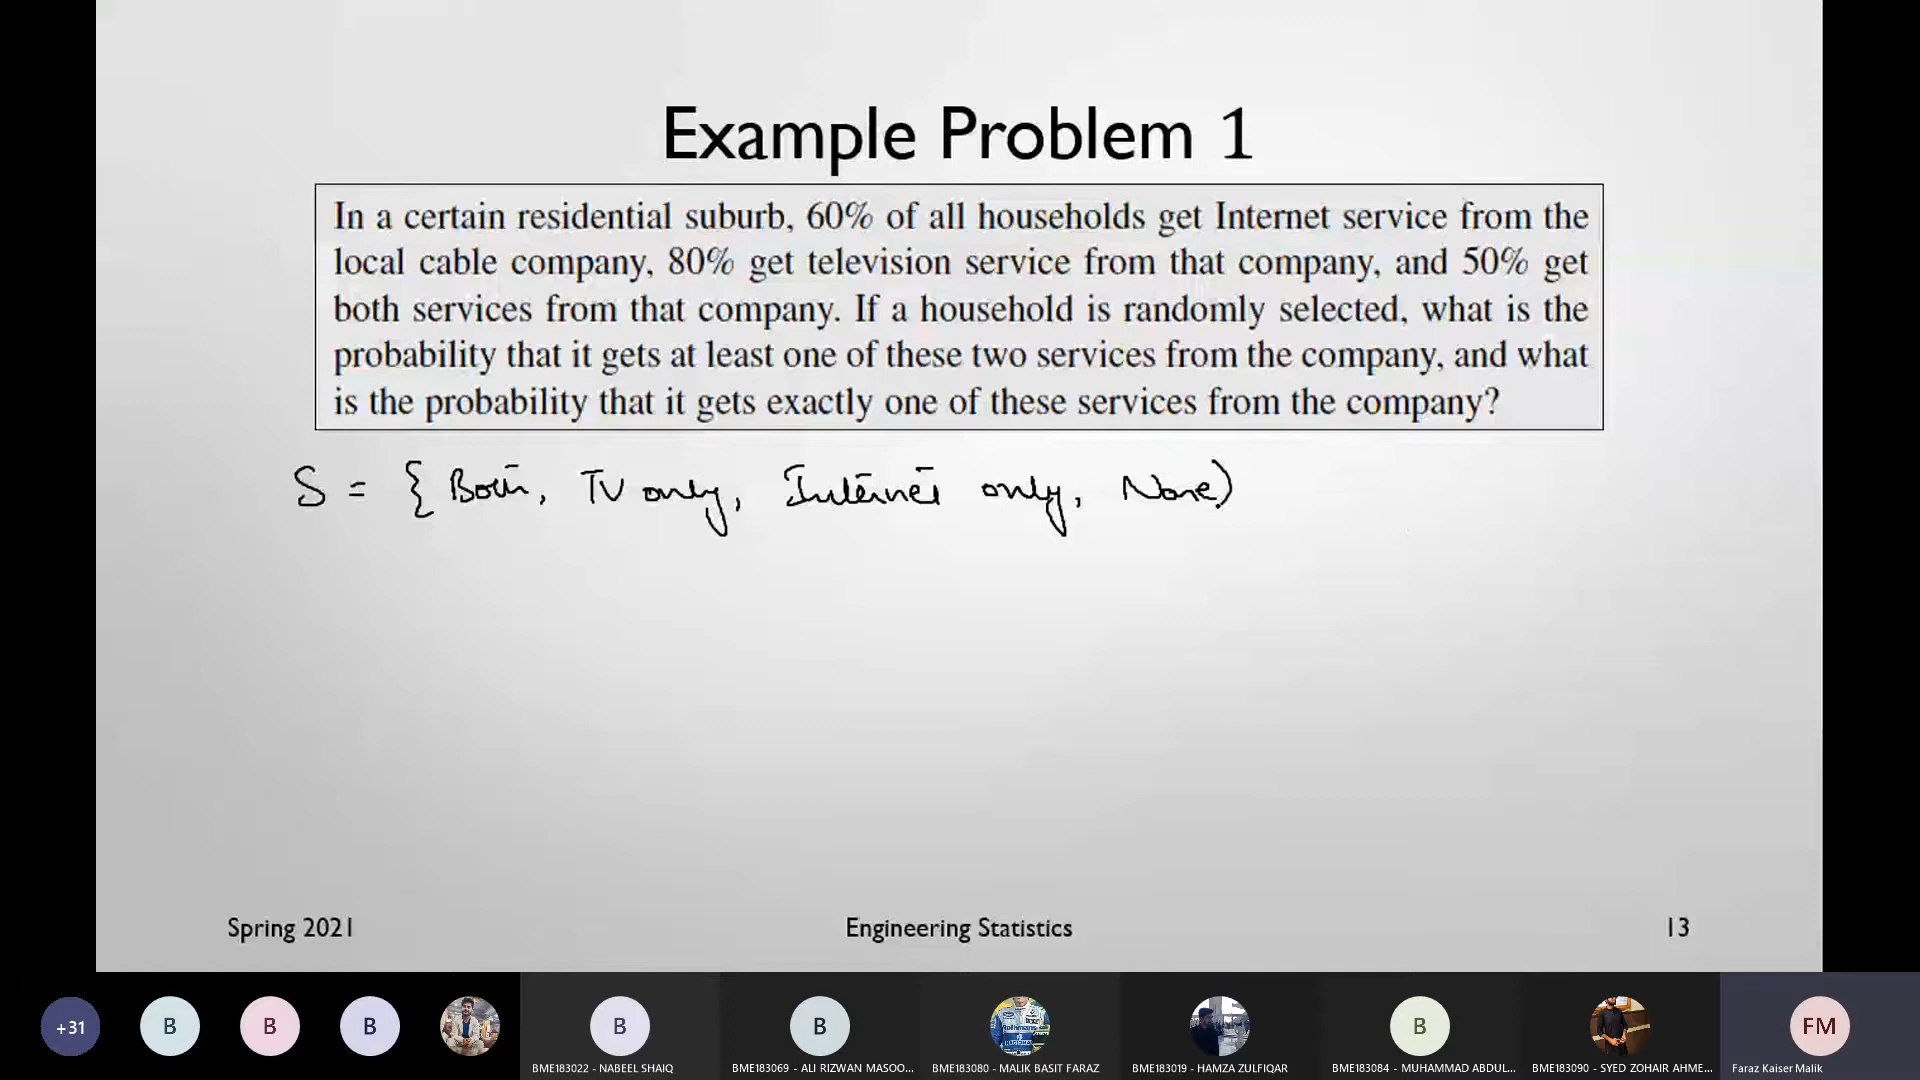 Example Problem 1
In a certain residential suburb, 60% of all households get Internet service from the
local cable company, 80% get television service from that company, and 50% get
both services from that company. If a household is randomly selected, what is the
probability that it gets at least one of these two services from the company, and what
is the probability that it gets exactly one of these services from the company?
S = { Both, TV only, Internet only, None)
Spring 2021
Engineering Statistics
13
+31
B
B
B
B
B
B
FM
BME183022 - NABEEL SHAIQ
BME183069 - ALI RIZWAN MASOO...
BME183080 - MALIK BASIT FARAZ
BME183019 - HAMZA ZULFIQAR
BME183084 - MUHAMMAD ABDUL...
BME183090 - SYED ZOHAIR AHME...
Faraz Kaiser Malik